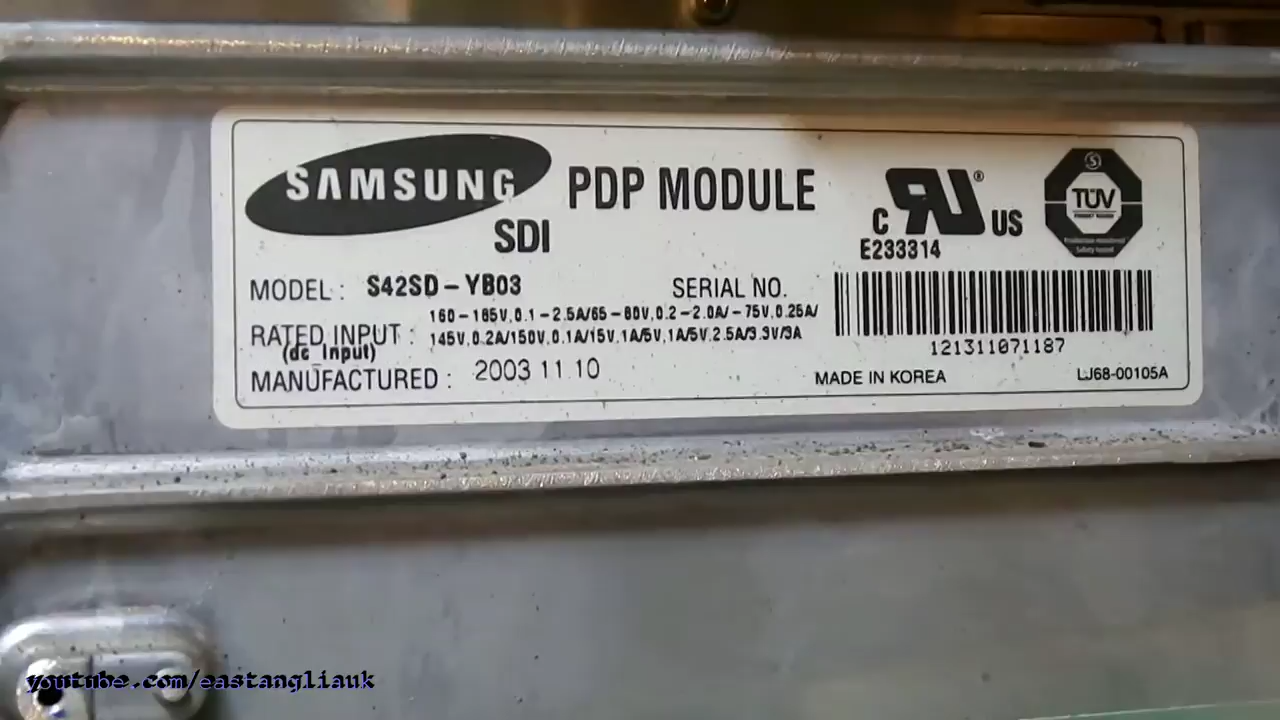 SAMSUNG
SDI
PDP MODULE
C RU ® US
E233314
TÜV
MODEL : S42SD-YB03
SERIAL NO.
RATED INPUT : 160-185V,0.1-2.5A/65-80V,0.2-2.0A/-75V,0.25A/
(dc_Input) 145V,0.2A/150V,0.1A/15V,1A/5V,1A/5V,2.5A/3.3V/3A
121311071187
MANUFACTURED : 2003 11 10
MADE IN KOREA
LJ68-00105A
youtube.com/eastangliauk